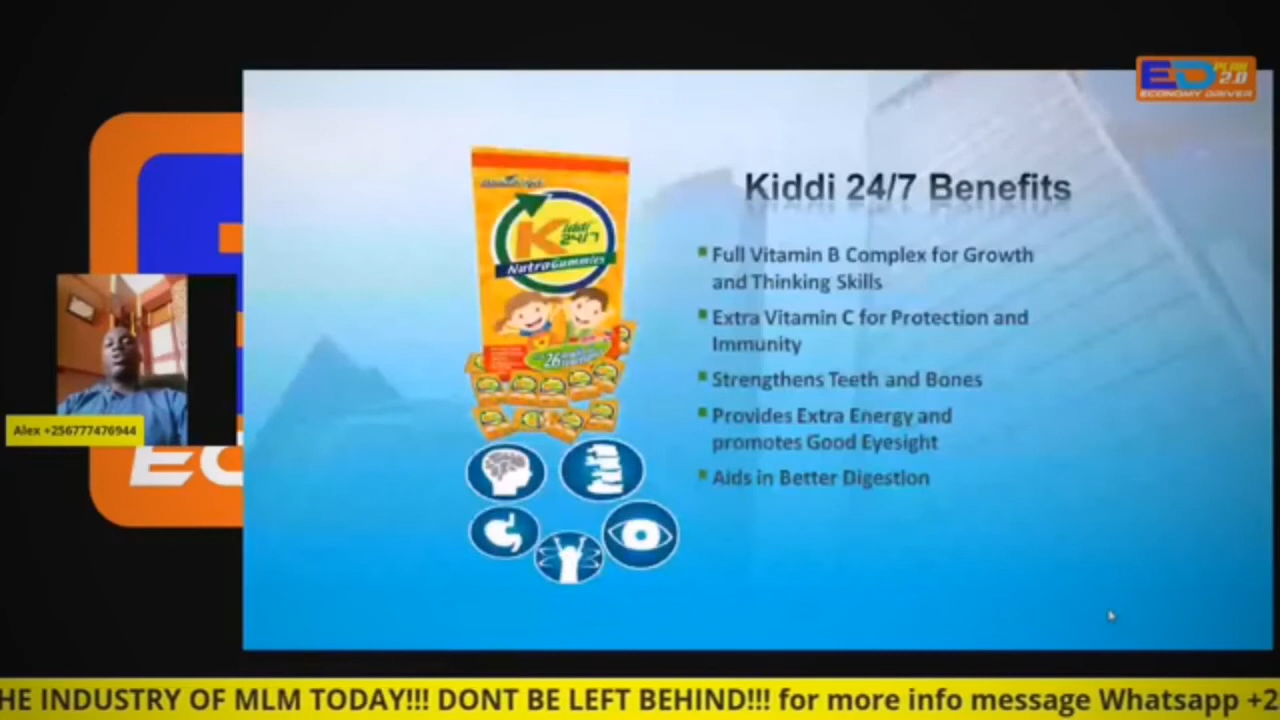 ED PLAN 2.0
ECONOMY DRIVER
Kiddi 24/7 Benefits
Full Vitamin B Complex for Growth
and Thinking Skills
Extra Vitamin C for Protection and
Immunity
Strengthens Teeth and Bones
Provides Extra Energy and
promotes Good Eyesight
Aids in Better Digestion
K Kiddi
24/7
NutraGummies
26
Alex +256777476944
HE INDUSTRY OF MLM TODAY!!! DONT BE LEFT BEHIND!!! for more info message Whatsapp +2